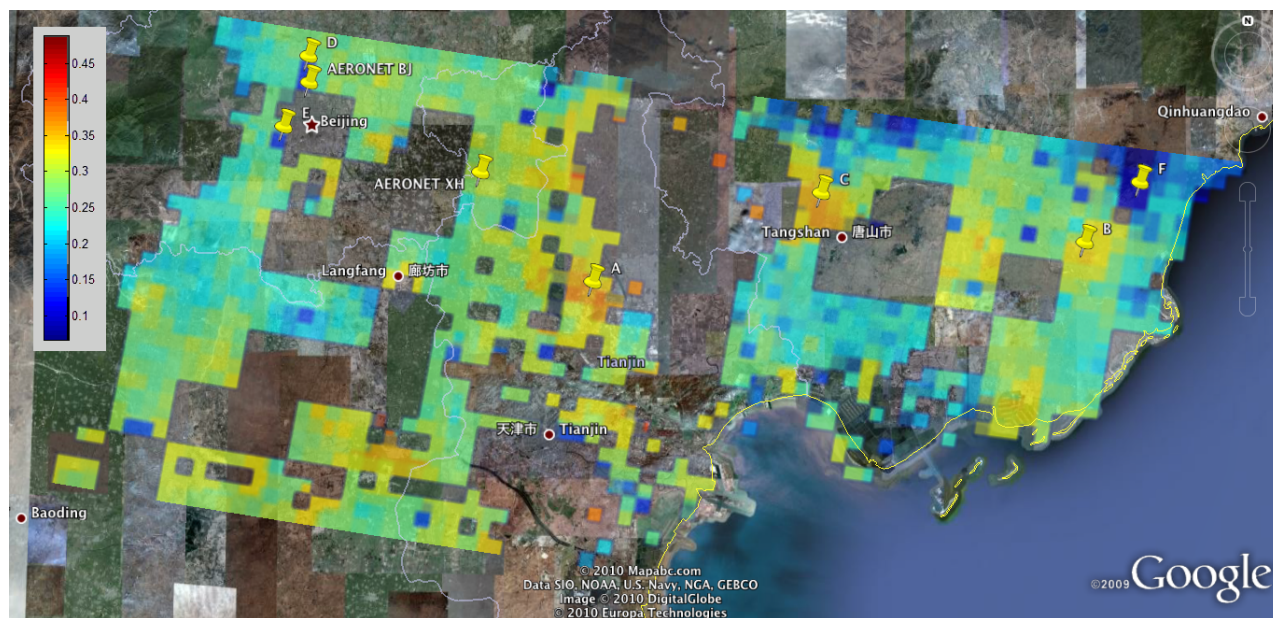 N
0.45
0.4
0.35
0.3
0.25
0.2
0.15
0.1
D
AERONET BJ
E
Beijing
AERONET XH
Qinhuangdao
C
F
Tangshan 唐山市
B
Langfang 廊坊市
A
Tianjin
天津市 Tianjin
Baoding
© 2010 Mapabc.com
Data SIO, NOAA, U.S. Navy, NGA, GEBCO
Image © 2010 DigitalGlobe
© 2010 Europa Technologies
©2009 Google